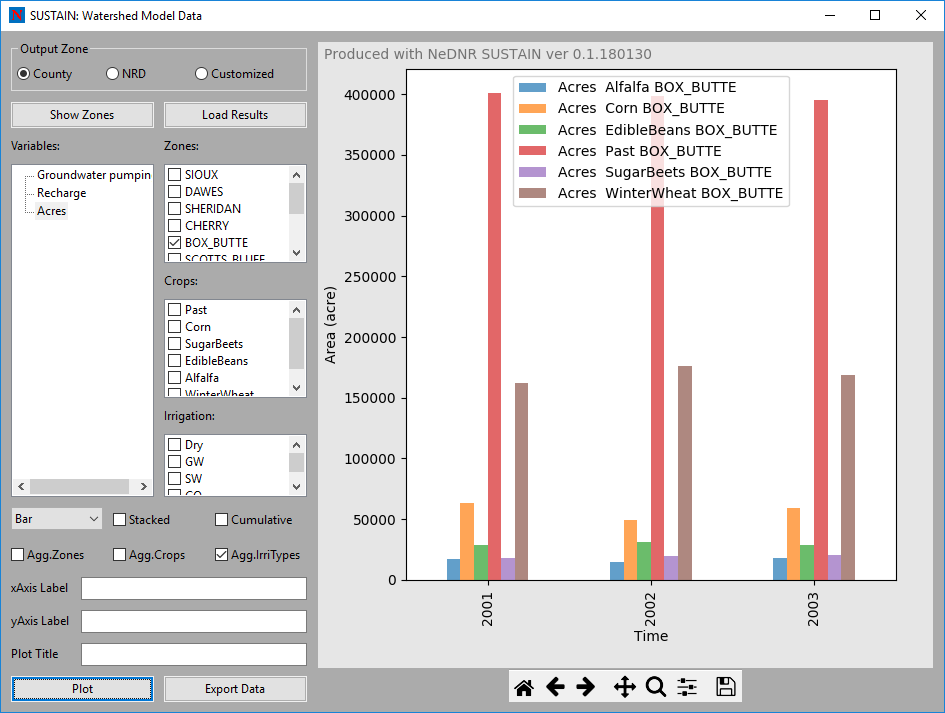 SUSTAIN: Watershed Model Data
Output Zone
County NRD Customized
Show Zones Load Results
Variables:
Groundwater pumpin
Recharge
Acres
Zones:
SIOUX
DAWES
SHERIDAN
CHERRY
BOX_BUTTE
SCOTTS_BLUFF
Crops:
Past
Corn
SugarBeets
EdibleBeans
Alfalfa
WinterWheat
Irrigation:
Dry
GW
SW
CO
Bar Stacked Cumulative
Agg.Zones Agg.Crops Agg.IrriTypes
xAxis Label
yAxis Label
Plot Title
Plot Export Data
Produced with NeDNR SUSTAIN ver 0.1.180130
Acres Alfalfa BOX_BUTTE
Acres Corn BOX_BUTTE
Acres EdibleBeans BOX_BUTTE
Acres Past BOX_BUTTE
Acres SugarBeets BOX_BUTTE
Acres WinterWheat BOX_BUTTE
Area (acre)
400000
350000
300000
250000
200000
150000
100000
50000
0
2001 2002 2003
Time